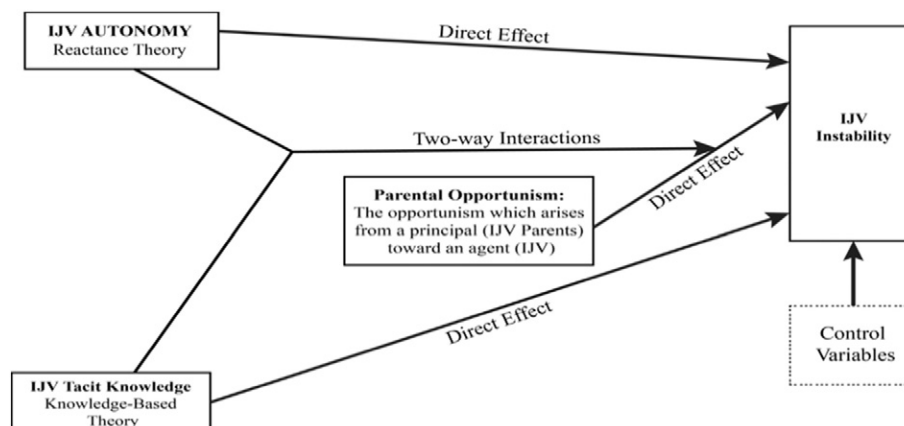 IJV AUTONOMY
Reactance Theory
Direct Effect
IJV
Instability
Two-way Interactions
Direct Effect
Parental Opportunism:
The opportunism which arises
from a principal (IJV Parents)
toward an agent (IJV)
Direct Effect
Control
Variables
IJV Tacit Knowledge
Knowledge-Based
Theory